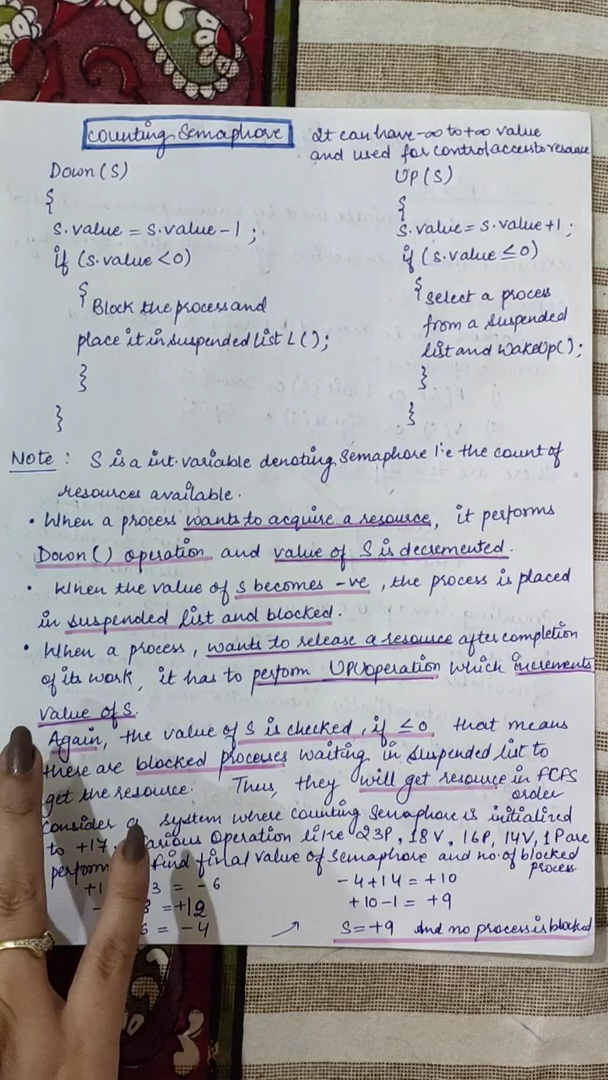 Counting Semaphore
It can have -∞ to +∞ value
and used for control access to resource
Down (S)
{
S.value = S.value - 1 ;
if (S.value < 0)
{ Block the process and
place it in suspended list L( );
}
}
UP (S)
{
S.value = S.value + 1 ;
if (S.value ≤ 0)
{ Select a process
from a suspended
list and wakeup( );
}
}
Note : S is a int. variable denoting semaphore i.e the count of
resources available.
• When a process wants to acquire a resource, it performs
Down( ) operation and value of S is decremented.
• When the value of S becomes -ve, the process is placed
in suspended list and blocked.
• When a process, wants to release a resource after completion
of its work, it has to perform UP() operation which increments
value of S.
Again, the value of S is checked, if ≤ 0 that means
there are blocked processes waiting in suspended list to
get the resource. Thus, they will get resource in FCFS
order
Consider a system where counting semaphore is initialized
to +17. Various operation like 23P, 18V, 16P, 14V, 1P are
perform find final value of semaphore and no. of blocked
process.
3 = -6
= +12
6 = -4
-4 + 14 = +10
+10 - 1 = +9
→ S = +9 and no process is blocked